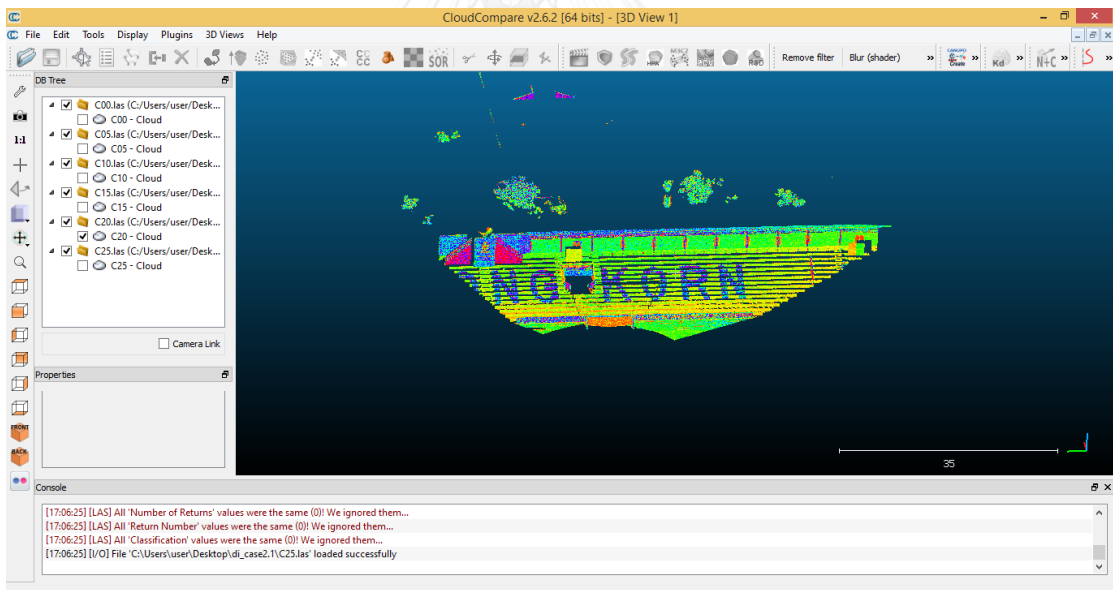 CloudCompare v2.6.2 [64 bits] - [3D View 1]
File Edit Tools Display Plugins 3D Views Help
SOR Remove filter Blur (shader) » » Kd » N+C » »
DB Tree
C00.las (C:/Users/user/Desk...
C00 - Cloud
C05.las (C:/Users/user/Desk...
C05 - Cloud
C10.las (C:/Users/user/Desk...
C10 - Cloud
C15.las (C:/Users/user/Desk...
C15 - Cloud
C20.las (C:/Users/user/Desk...
C20 - Cloud
C25.las (C:/Users/user/Desk...
C25 - Cloud
1:1
Camera Link
Properties
FRONT
BACK
NG KORN
35
Console
[17:06:25] [LAS] All 'Number of Returns' values were the same (0)! We ignored them...
[17:06:25] [LAS] All 'Return Number' values were the same (0)! We ignored them...
[17:06:25] [LAS] All 'Classification' values were the same (0)! We ignored them...
[17:06:25] [I/O] File 'C:\Users\user\Desktop\di_case2.1\C25.las' loaded successfully